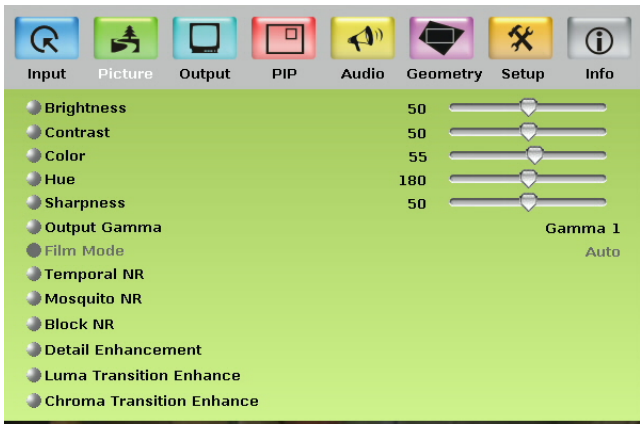 Input Picture Output PIP Audio Geometry Setup Info
Brightness 50
Contrast 50
Color 55
Hue 180
Sharpness 50
Output Gamma Gamma 1
Film Mode Auto
Temporal NR
Mosquito NR
Block NR
Detail Enhancement
Luma Transition Enhance
Chroma Transition Enhance